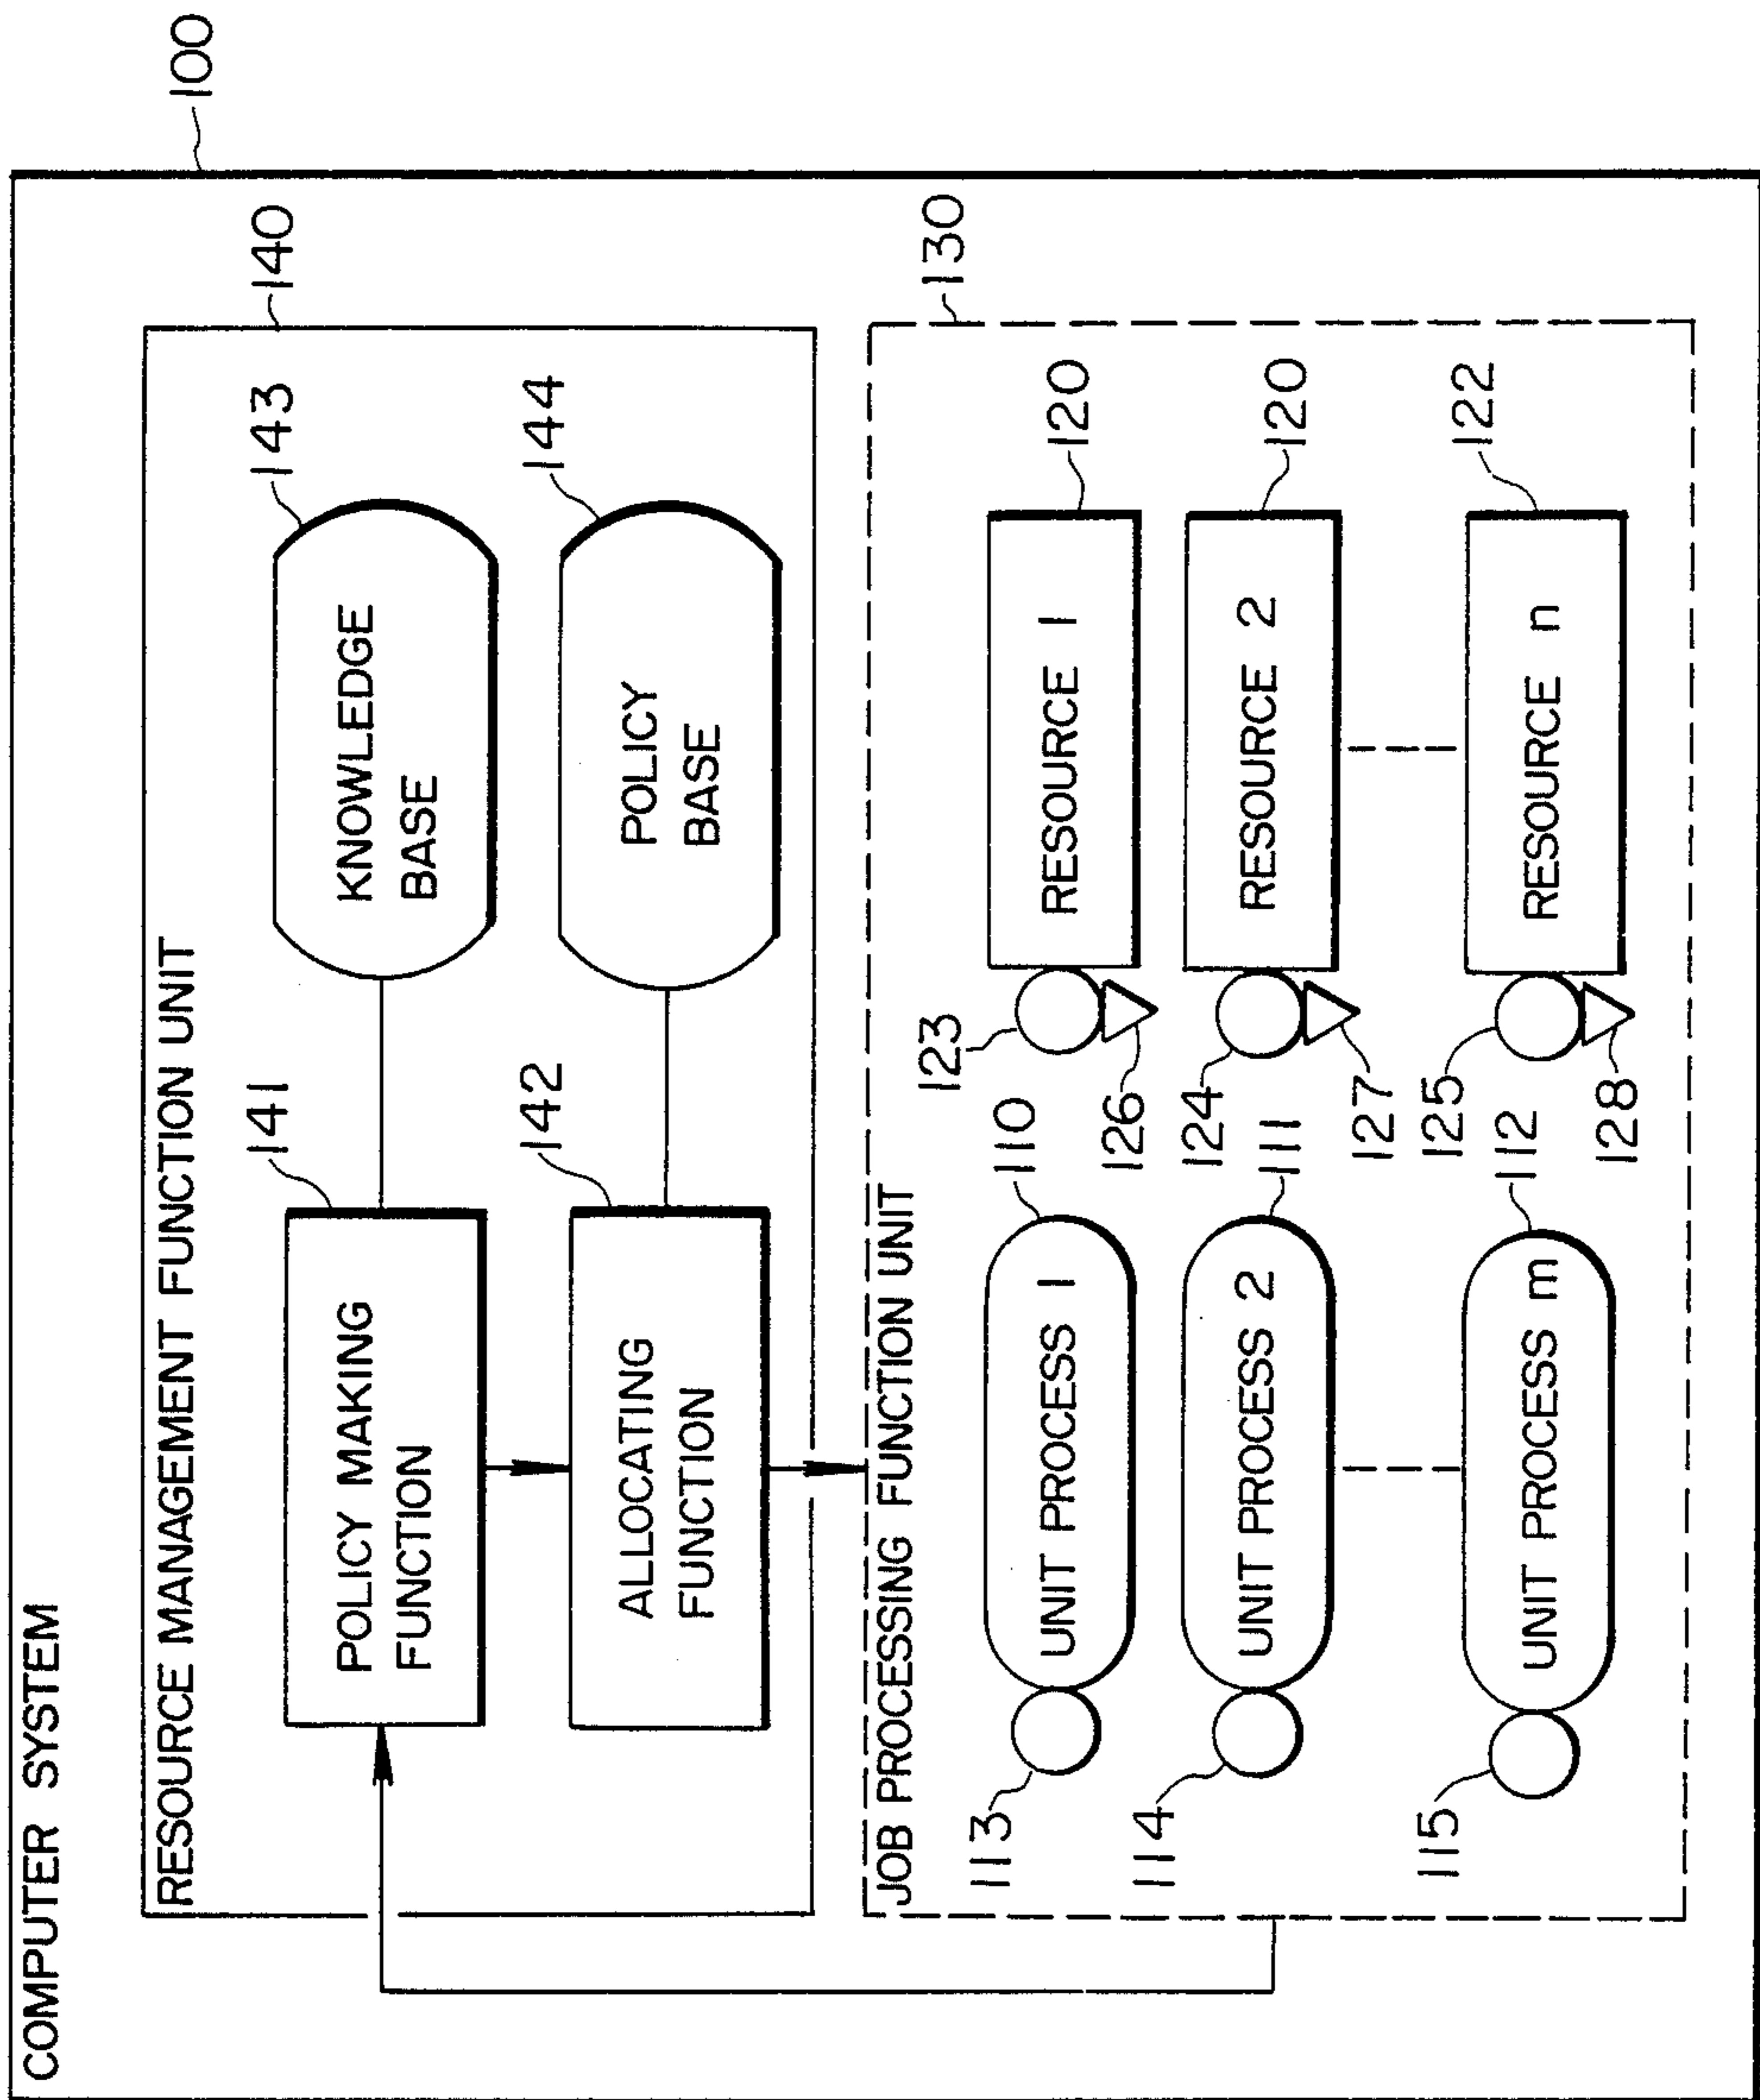 COMPUTER SYSTEM
100
RESOURCE MANAGEMENT FUNCTION UNIT
140
141
POLICY MAKING
FUNCTION
143
KNOWLEDGE
BASE
142
ALLOCATING
FUNCTION
144
POLICY
BASE
JOB PROCESSING FUNCTION UNIT
130
113
UNIT PROCESS 1
110
123
126
RESOURCE 1
120
114
UNIT PROCESS 2
111
124
127
RESOURCE 2
120
115
UNIT PROCESS m
112
125
128
RESOURCE n
122